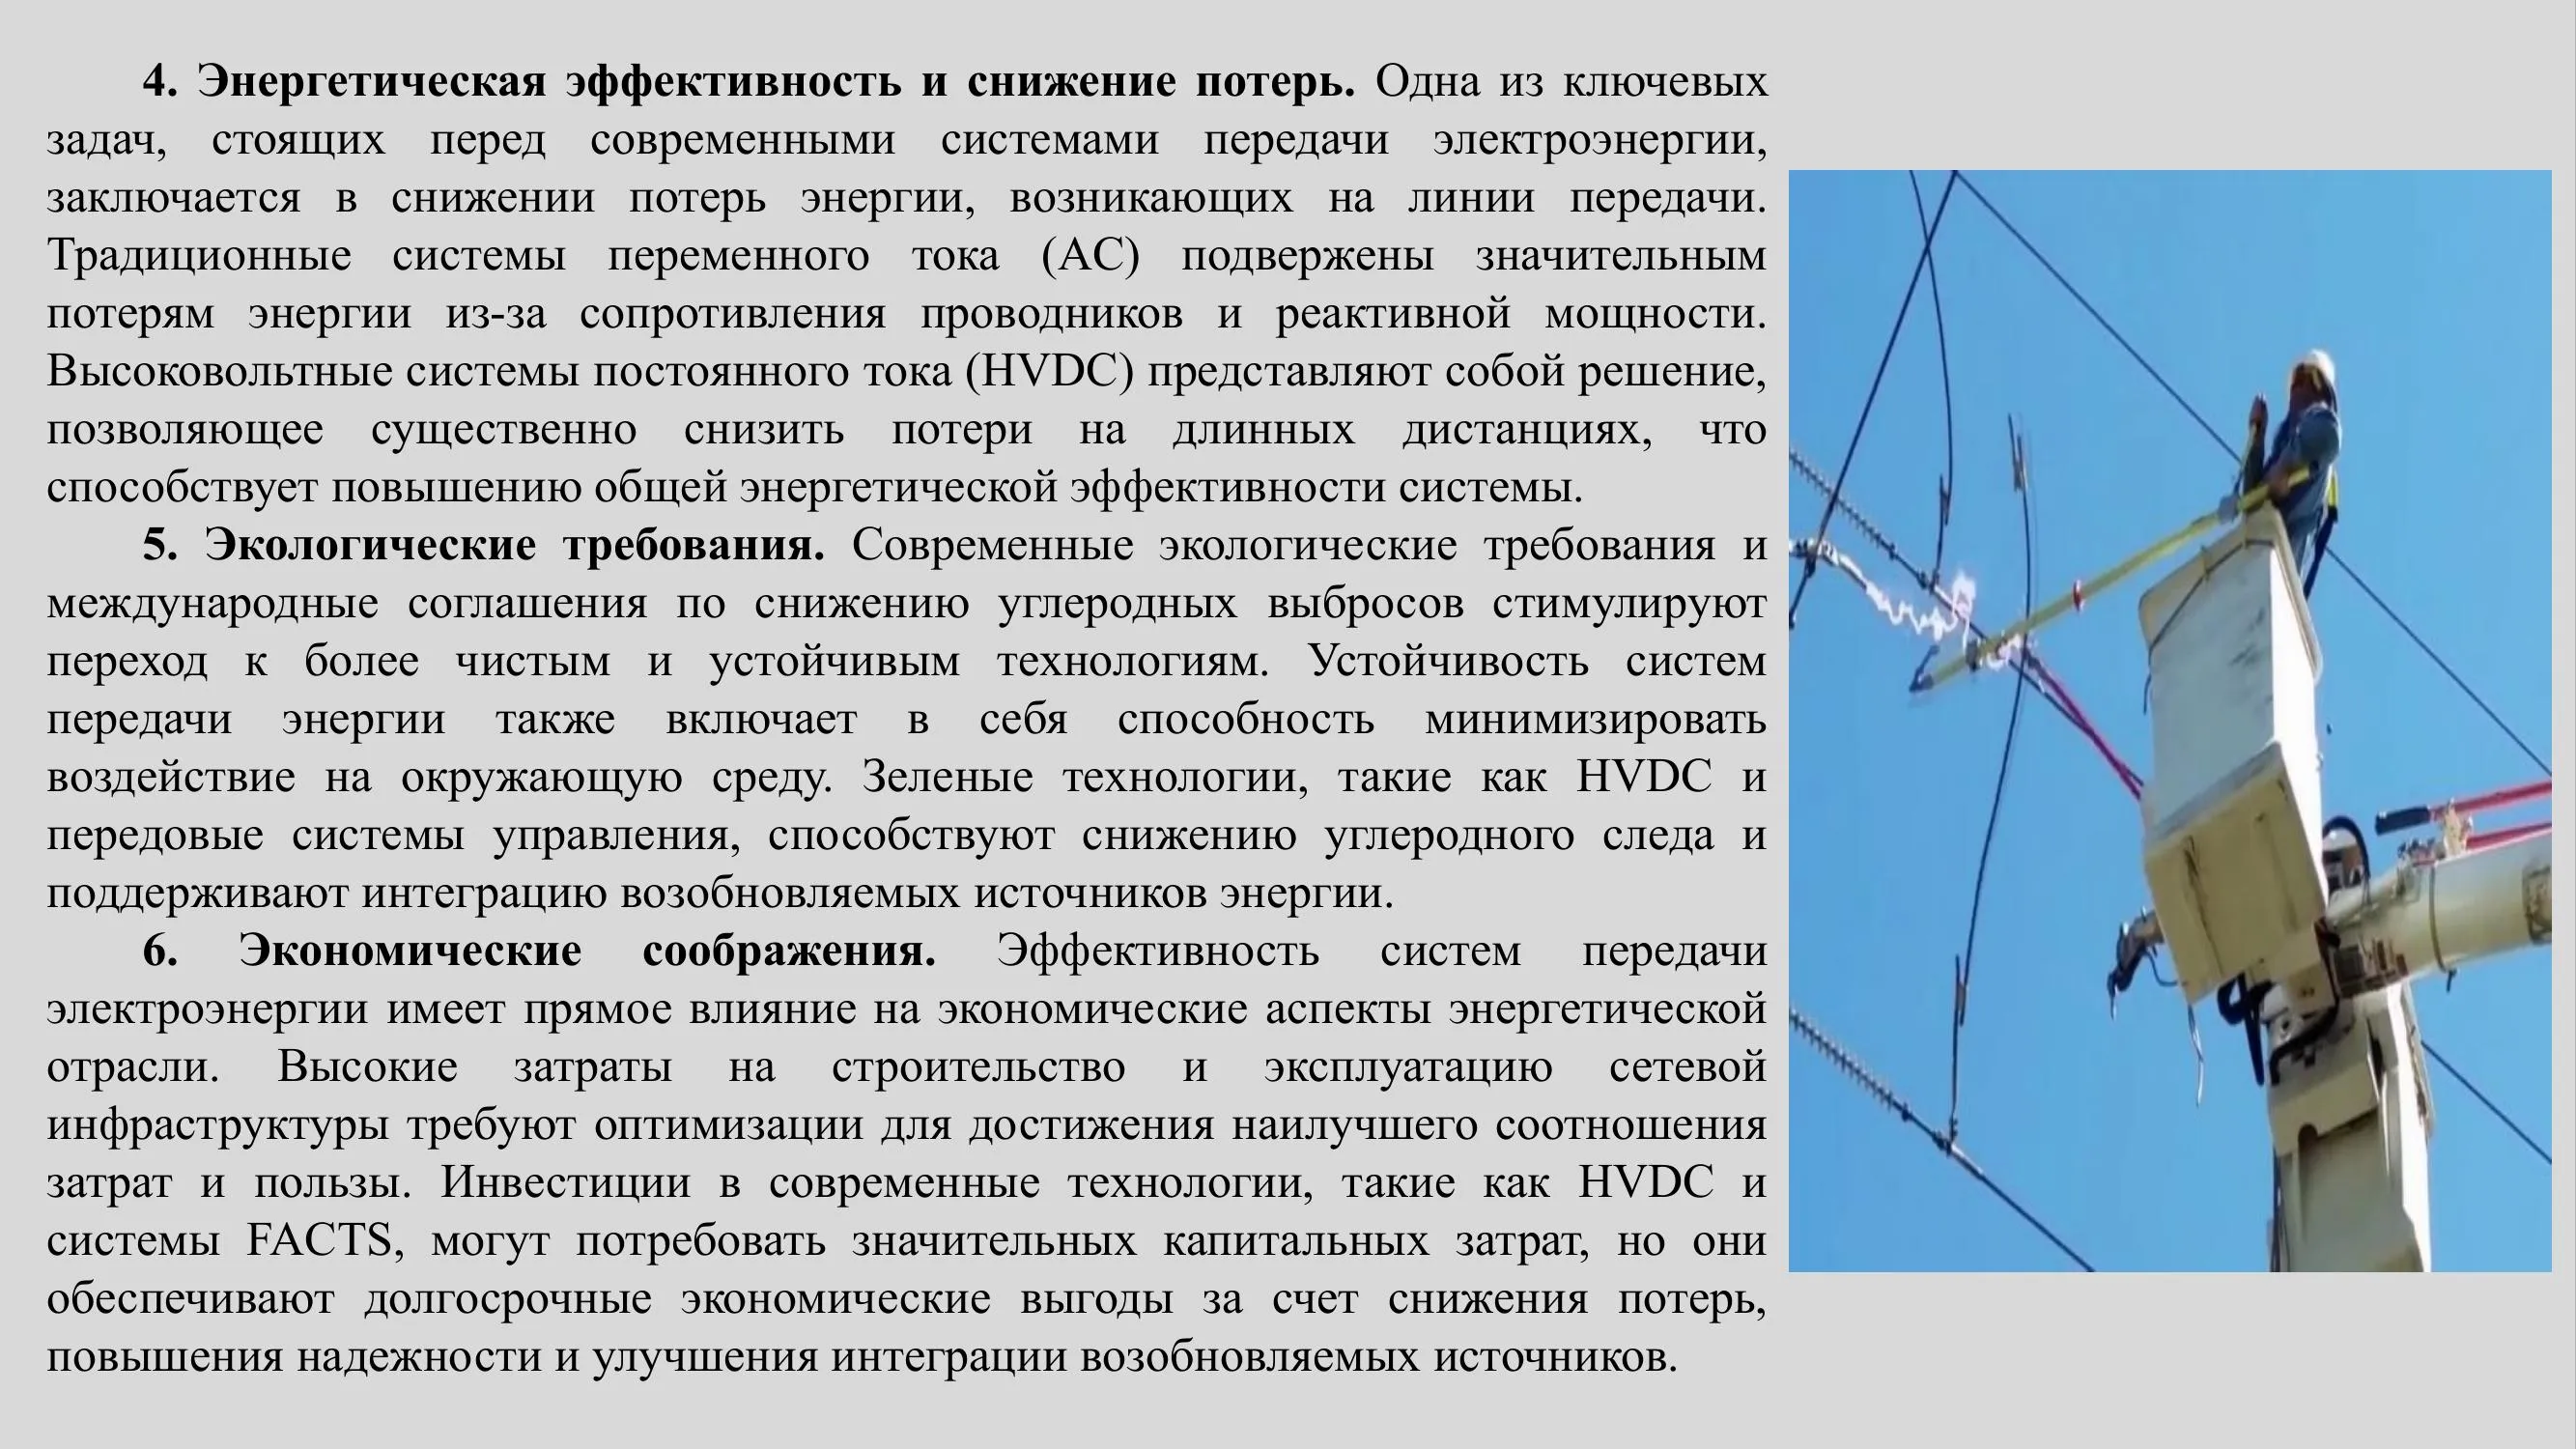 4. Энергетическая эффективность и снижение потерь. Одна из ключевых
задач, стоящих перед современными системами передачи электроэнергии,
заключается в снижении потерь энергии, возникающих на линии передачи.
Традиционные системы переменного тока (AC) подвержены значительным
потерям энергии из-за сопротивления проводников и реактивной мощности.
Высоковольтные системы постоянного тока (HVDC) представляют собой решение,
позволяющее существенно снизить потери на длинных дистанциях, что
способствует повышению общей энергетической эффективности системы.
5. Экологические требования. Современные экологические требования и
международные соглашения по снижению углеродных выбросов стимулируют
переход к более чистым и устойчивым технологиям. Устойчивость систем
передачи энергии также включает в себя способность минимизировать
воздействие на окружающую среду. Зеленые технологии, такие как HVDC и
передовые системы управления, способствуют снижению углеродного следа и
поддерживают интеграцию возобновляемых источников энергии.
6. Экономические соображения. Эффективность систем передачи
электроэнергии имеет прямое влияние на экономические аспекты энергетической
отрасли. Высокие затраты на строительство и эксплуатацию сетевой
инфраструктуры требуют оптимизации для достижения наилучшего соотношения
затрат и пользы. Инвестиции в современные технологии, такие как HVDC и
системы FACTS, могут потребовать значительных капитальных затрат, но они
обеспечивают долгосрочные экономические выгоды за счет снижения потерь,
повышения надежности и улучшения интеграции возобновляемых источников.